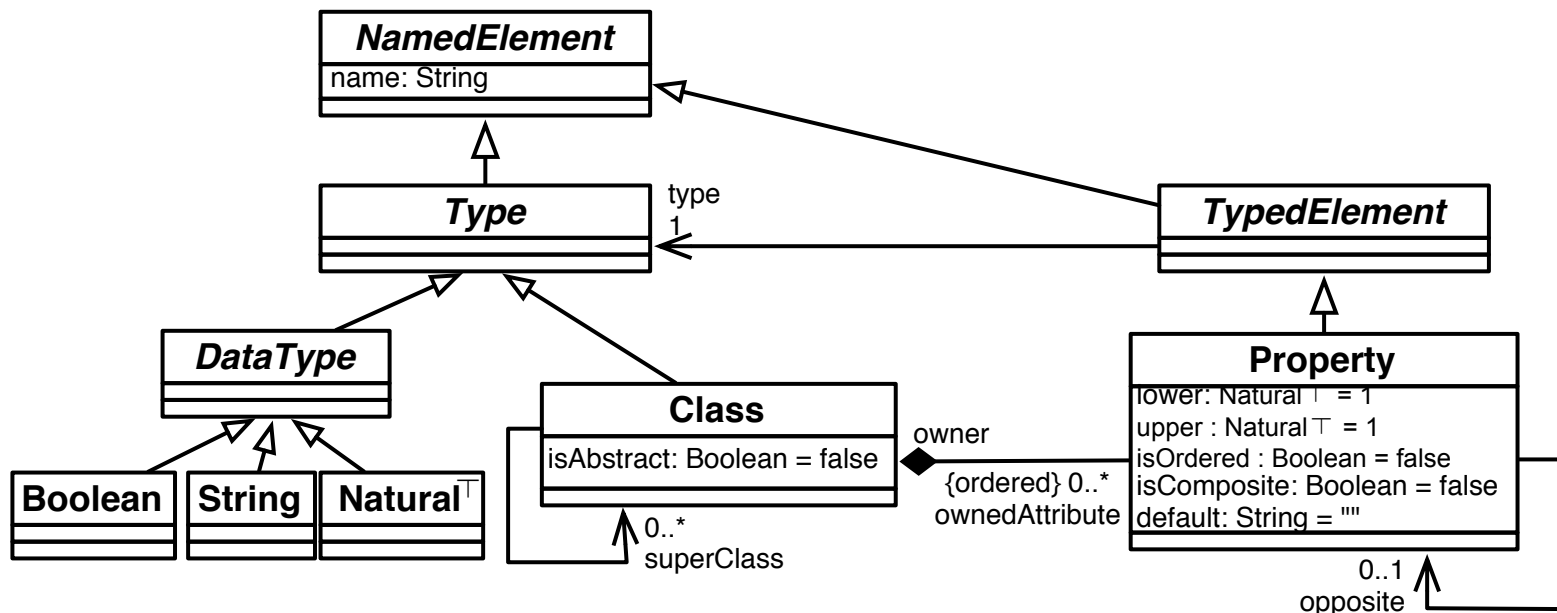 NamedElement
name: String
Type
type
1
TypedElement
DataType
Boolean
String
Natural⊤
Class
isAbstract: Boolean = false
0..*
superClass
owner
{ordered} 0..*
ownedAttribute
Property
lower: Natural⊤ = 1
upper : Natural⊤ = 1
isOrdered : Boolean = false
isComposite: Boolean = false
default: String = ""
0..1
opposite